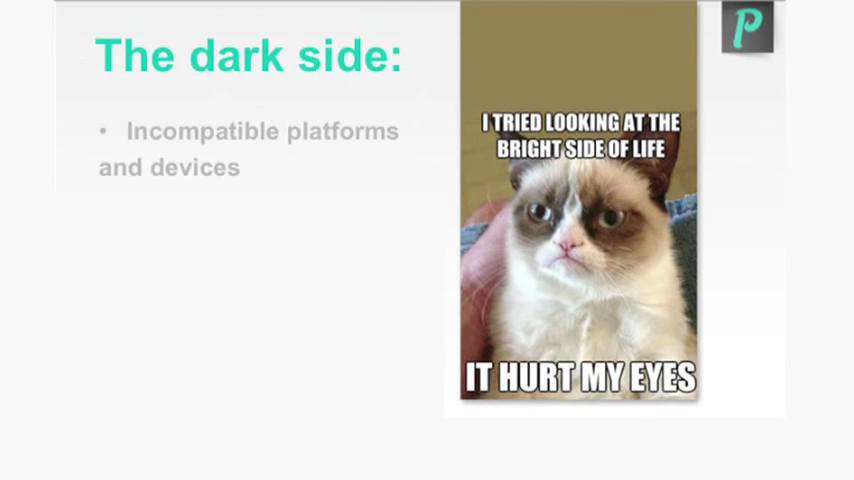 The dark side:
• Incompatible platforms
and devices
I TRIED LOOKING AT THE
BRIGHT SIDE OF LIFE
IT HURT MY EYES
P